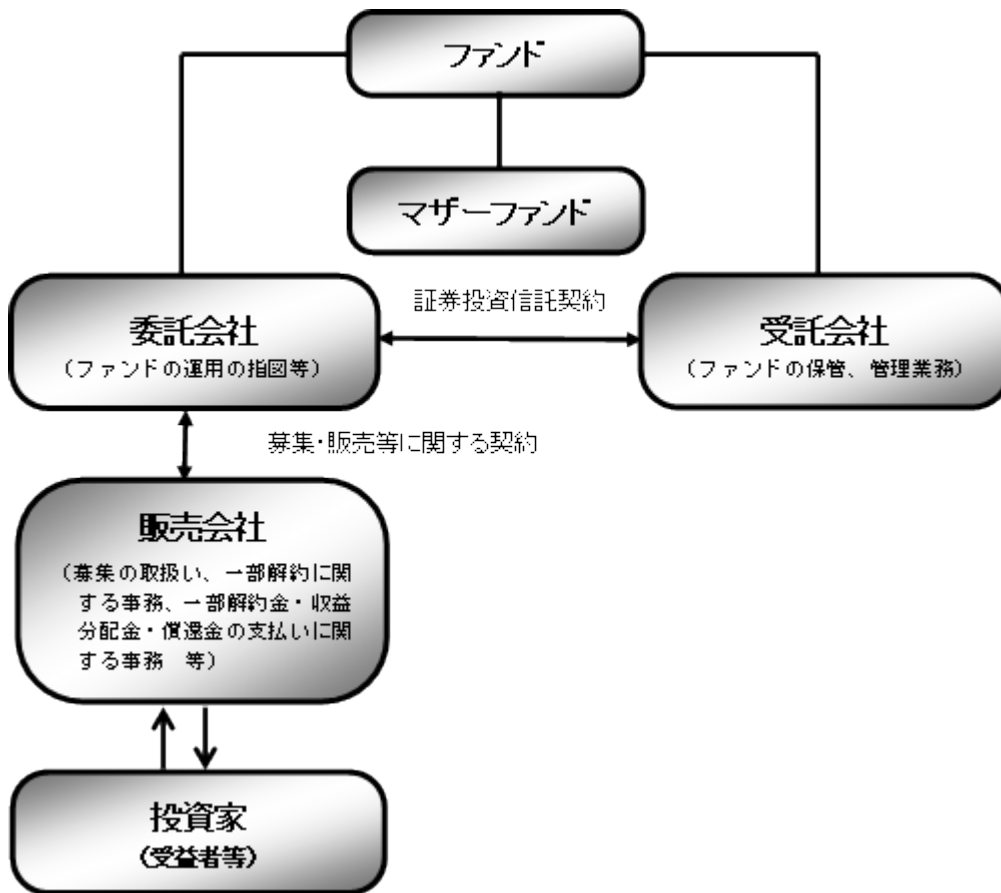 ファンド
マザーファンド
証券投資信託契約
委託会社
（ファンドの運用の指図等）
受託会社
（ファンドの保管、管理業務）
募集・販売等に関する契約
販売会社
（募集の取扱い、一部解約に関
する事務、一部解約金・収益
分配金・償還金の支払いに関
する事務　等）
投資家
（受益者等）